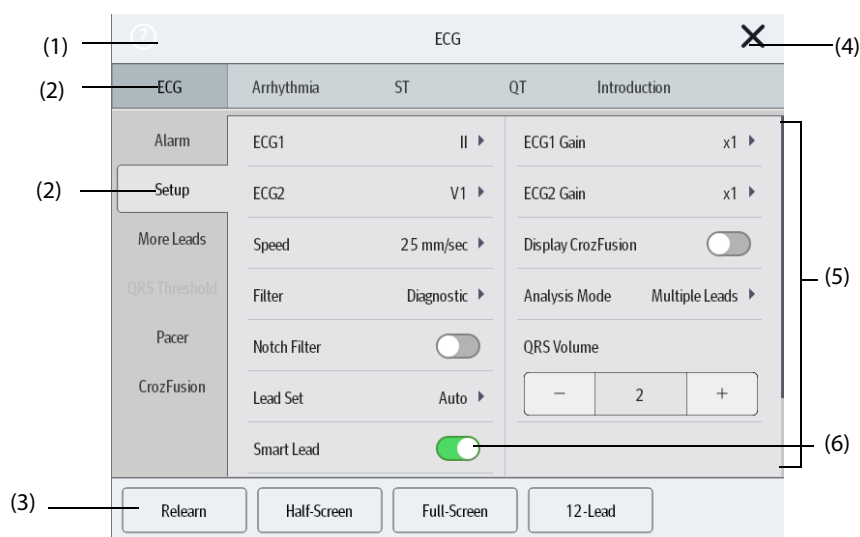 (1) ? ECG (4)
(2) ECG Arrhythmia ST QT Introduction
Alarm ECG1 II ECG1 Gain x1
(2) Setup ECG2 V1 ECG2 Gain x1
More Leads Speed 25 mm/sec Display CrozFusion
(5)
QRS Threshold Filter Diagnostic Analysis Mode Multiple Leads
Pacer Notch Filter QRS Volume
CrozFusion Lead Set Auto − 2 +
Smart Lead (6)
(3) Relearn Half-Screen Full-Screen 12-Lead